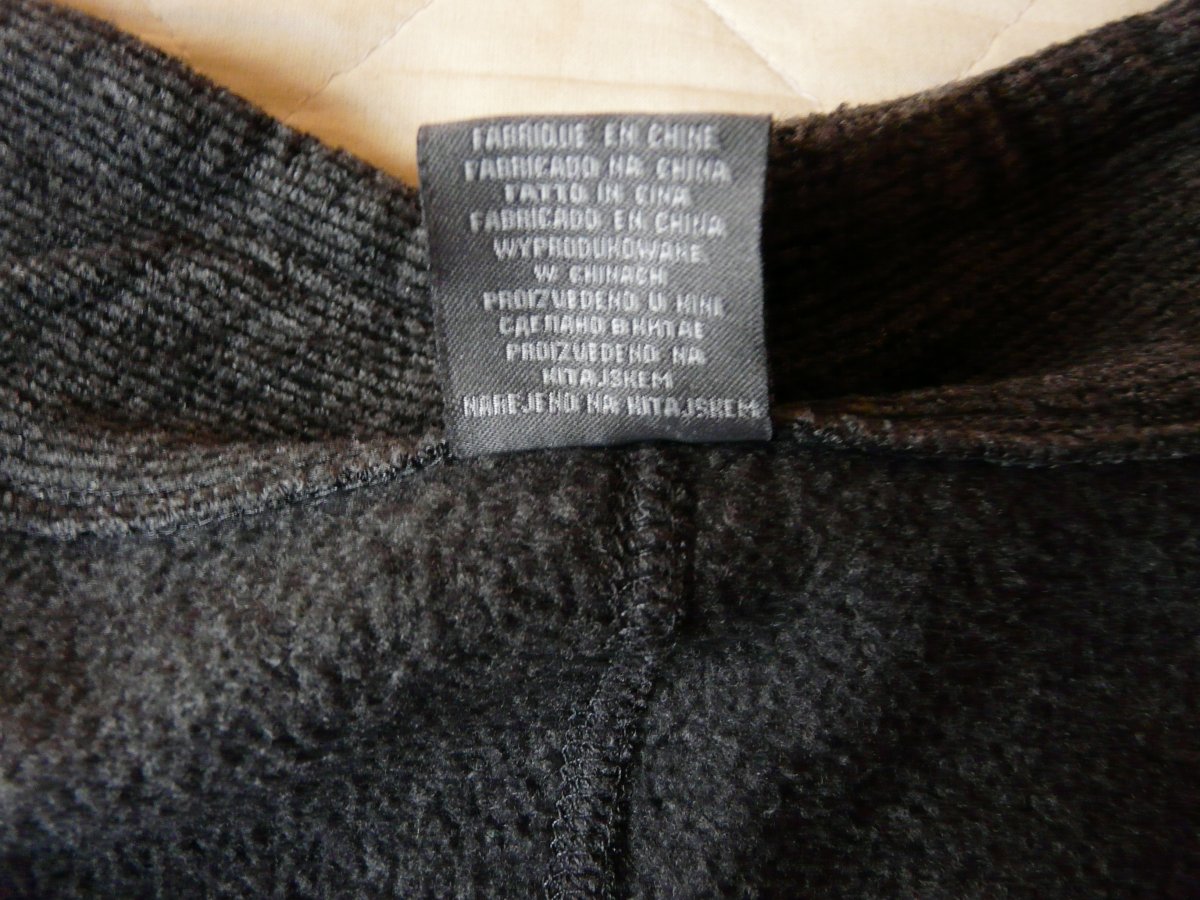 FABRIQUE EN CHINE
FABRICADO NA CHINA
FATTO IN CINA
FABRICADO EN CHINA
WYPRODUKOWANE
W CHINACH
PROIZVEDENO U KINI
СДЕЛАНО В КИТАЕ
PROIZVEDENO NA
KITAJSKEM
NAREJENO NA KITAJSKEM